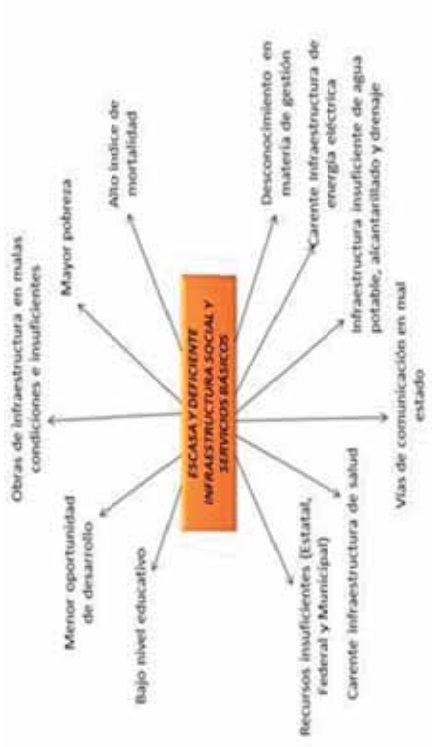 Obras de infraestructura en malas
condiciones e insuficientes
Menor oportunidad
de desarrollo
Mayor pobreza
Bajo nivel educativo
Alto índice de
mortalidad
ESCASA Y DEFICIENTE
INFRAESTRUCTURA SOCIAL Y
SERVICIOS BÁSICOS
Recursos insuficientes (Estatal,
Federal y Municipal)
Desconocimiento en
materia de gestión
Carente infraestructura de salud
Carente Infraestructura de
energía eléctrica
Vías de comunicación en mal
estado
Infraestructura insuficiente de agua
potable, alcantarillado y drenaje